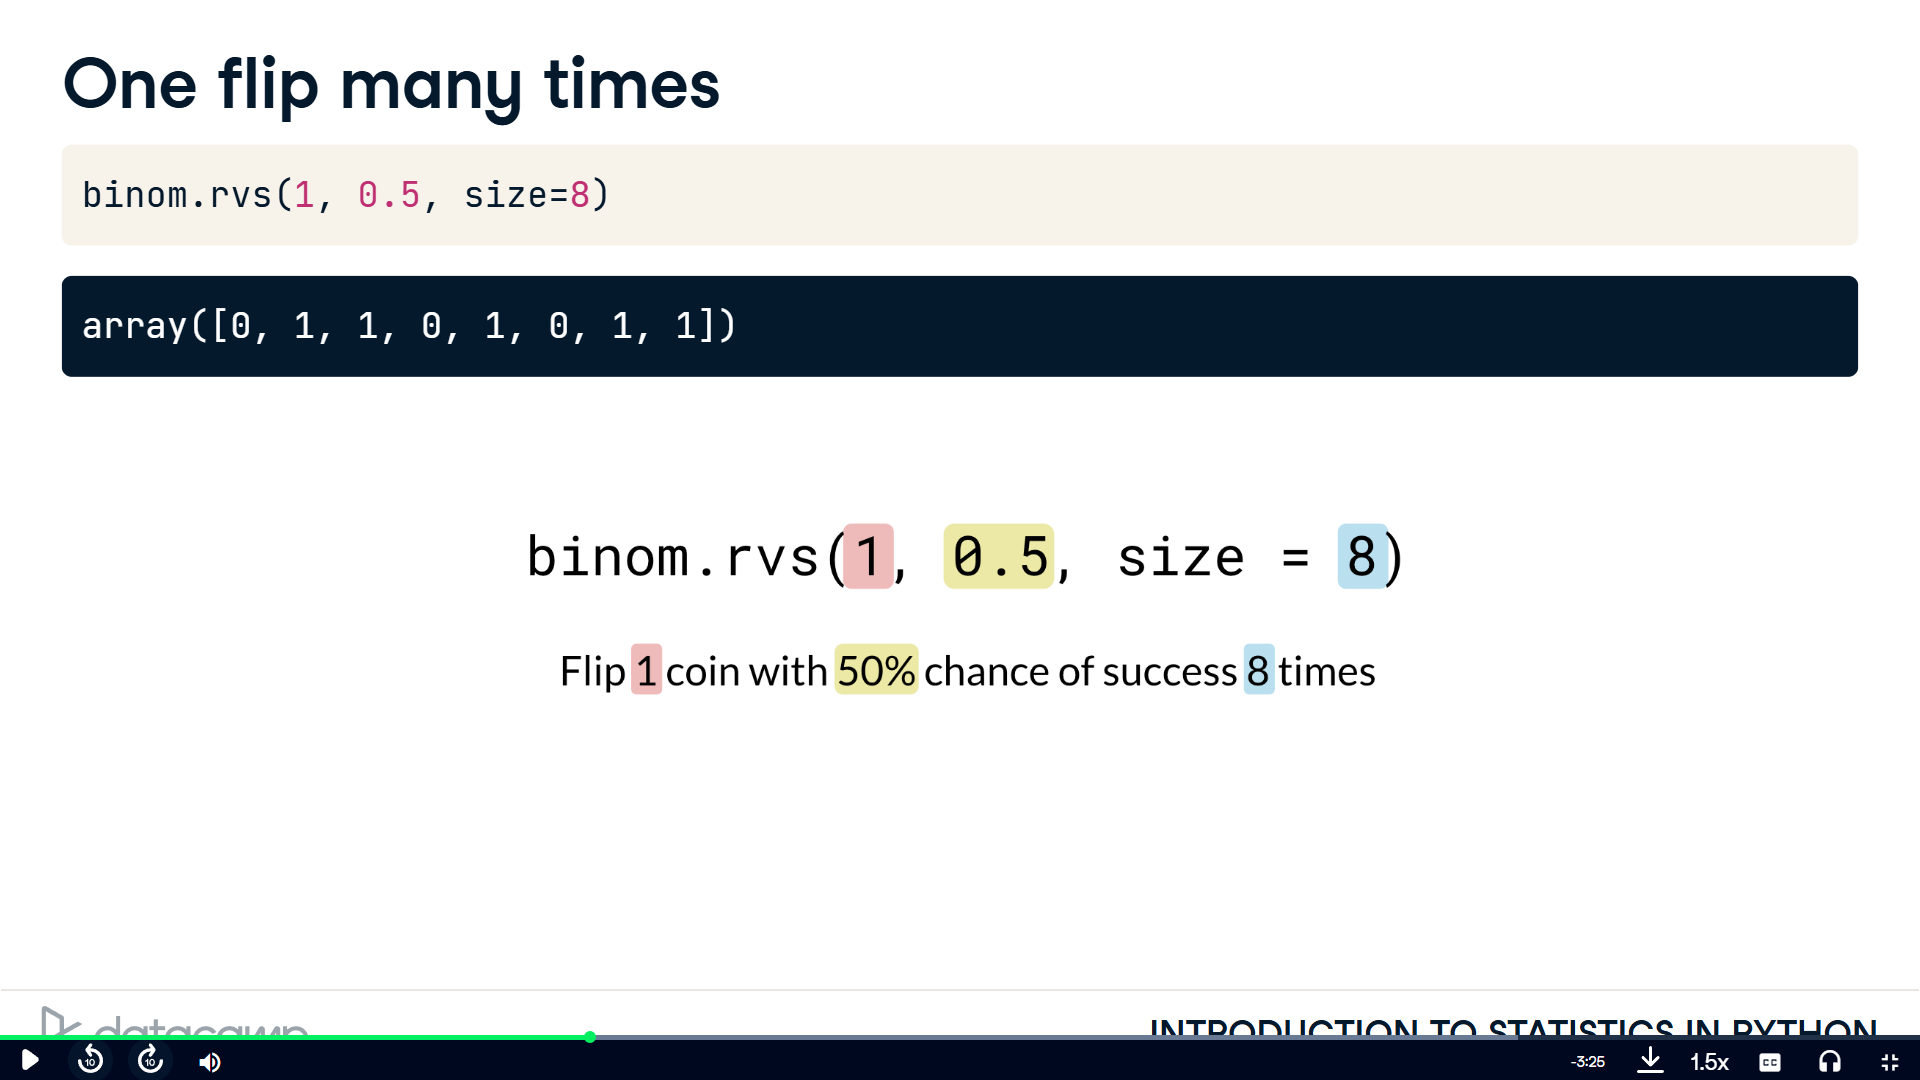 One flip many times
binom.rvs(1, 0.5, size=8)
array([0, 1, 1, 0, 1, 0, 1, 1])
binom.rvs(1, 0.5, size = 8)
Flip 1 coin with 50% chance of success 8 times
datacamp
INTRODUCTION TO STATISTICS IN PYTHON
10 10 -3:25 1.5x CC